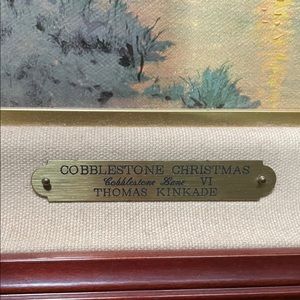 COBBLESTONE CHRISTMAS
Cobblestone Lane VI
THOMAS KINKADE